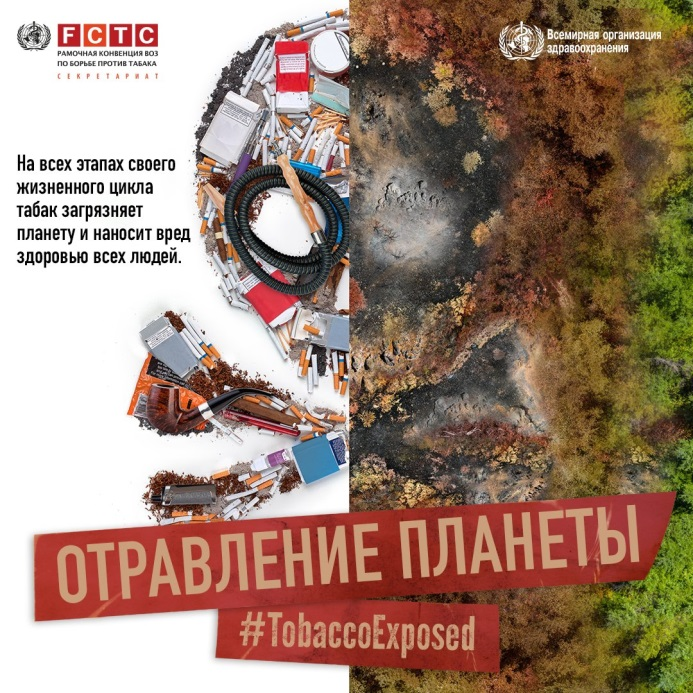 FCTC
РАМОЧНАЯ КОНВЕНЦИЯ ВОЗ
ПО БОРЬБЕ ПРОТИВ ТАБАКА
СЕКРЕТАРИАТ
Всемирная организация
здравоохранения
На всех этапах своего
жизненного цикла
табак загрязняет
планету и наносит вред
здоровью всех людей.
ОТРАВЛЕНИЕ ПЛАНЕТЫ
#TobaccoExposed